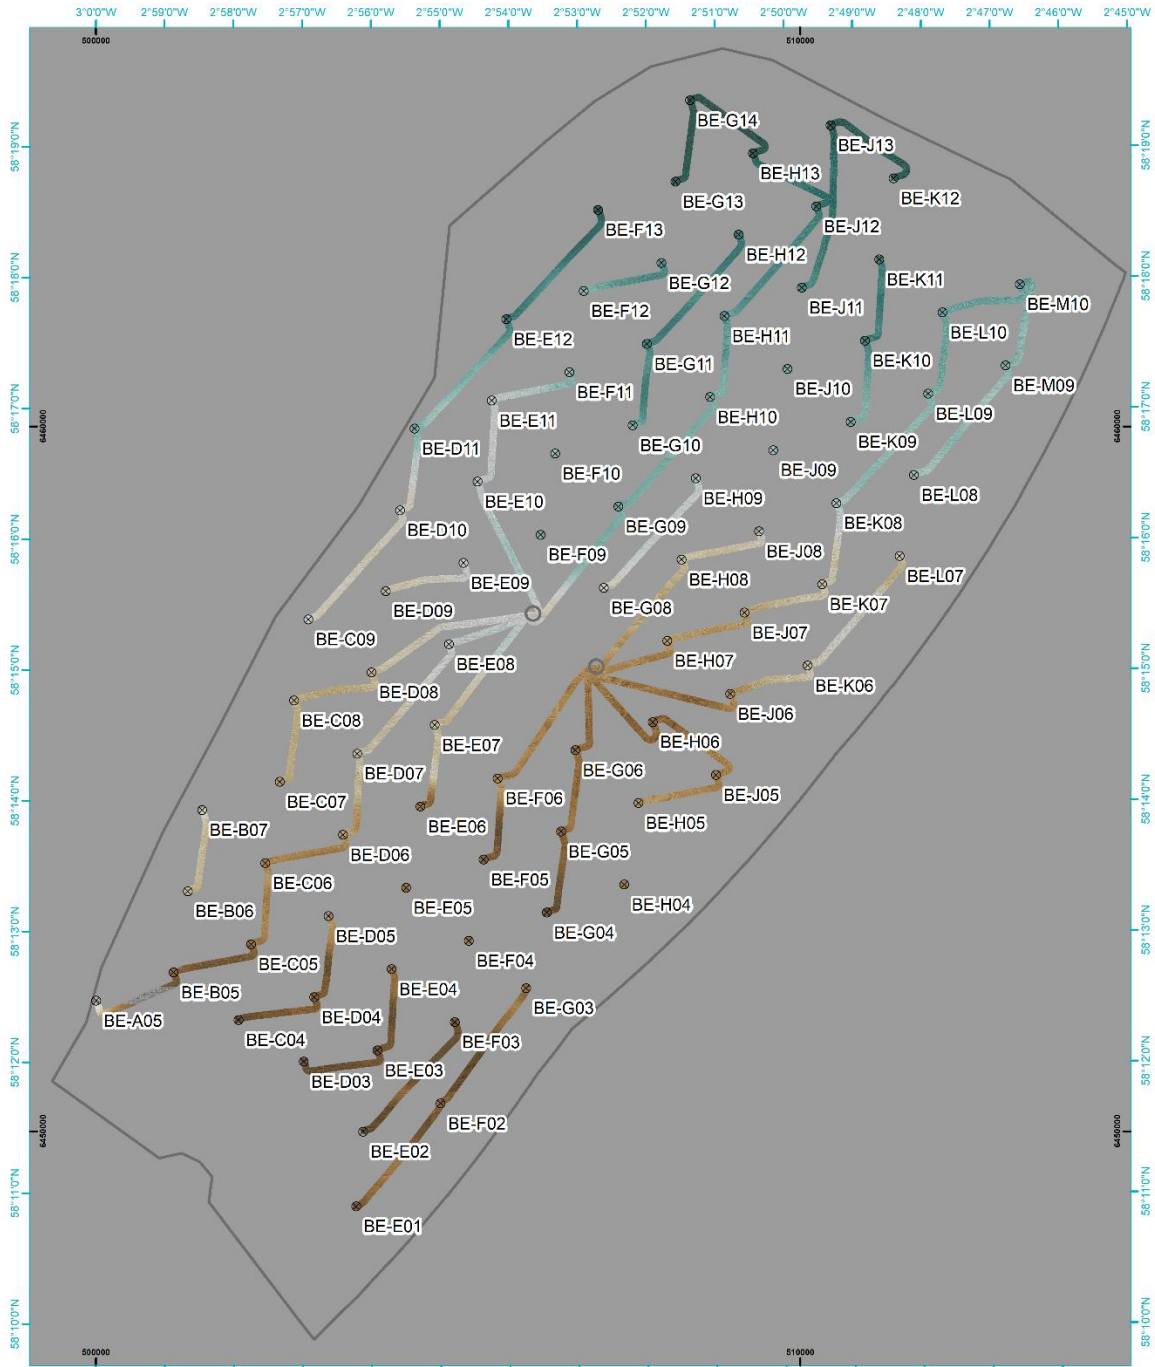 3°0'0"W 2°59'0"W 2°58'0"W 2°57'0"W 2°56'0"W 2°55'0"W 2°54'0"W 2°53'0"W 2°52'0"W 2°51'0"W 2°50'0"W 2°49'0"W 2°48'0"W 2°47'0"W 2°46'0"W 2°45'0"W
500000 510000
BE-G14
58°19'0"N BE-J13 58°19'0"N
BE-H13
BE-G13 BE-K12
BE-F13 BE-J12
BE-H12
58°18'0"N BE-G12 BE-K11 58°18'0"N
BE-F12 BE-J11 BE-M10
BE-E12 BE-H11 BE-L10
BE-G11 BE-K10
BE-F11 BE-J10 BE-M09
58°17'0"N BE-E11 BE-H10 BE-L09 58°17'0"N
6460000 BE-D11 BE-G10 BE-K09 6460000
BE-F10 BE-J09
BE-E10 BE-H09 BE-L08
BE-D10 BE-G09 BE-K08
58°16'0"N BE-F09 BE-J08 58°16'0"N
BE-E09 BE-H08 BE-L07
BE-D09 BE-G08 BE-K07
BE-C09 BE-J07
58°15'0"N BE-E08 BE-H07 58°15'0"N
BE-D08 BE-K06
BE-C08 BE-J06
BE-E07 BE-H06
BE-D07 BE-G06
58°14'0"N BE-C07 BE-F06 BE-J05 58°14'0"N
BE-B07 BE-E06 BE-H05
BE-D06 BE-G05
BE-C06 BE-F05
BE-B06 BE-E05 BE-H04
58°13'0"N BE-D05 BE-G04 58°13'0"N
BE-C05 BE-F04
BE-B05 BE-E04
BE-A05 BE-D04 BE-G03
BE-C04 BE-F03
58°12'0"N BE-D03 BE-E03 58°12'0"N
6450000 BE-F02 6450000
BE-E02
58°11'0"N 58°11'0"N
BE-E01
58°10'0"N 58°10'0"N
500000 510000